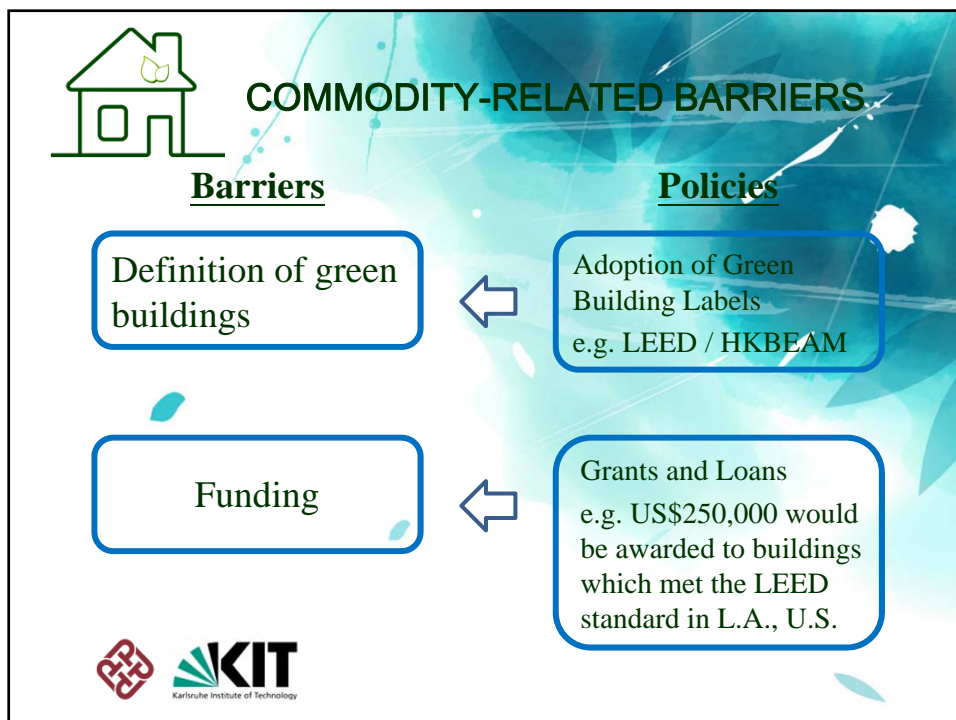 COMMODITY-RELATED BARRIERS
Barriers
Policies
Definition of green
buildings
Adoption of Green
Building Labels
e.g. LEED / HKBEAM
Funding
Grants and Loans
e.g. US$250,000 would
be awarded to buildings
which met the LEED
standard in L.A., U.S.
KIT
Karlsruhe Institute of Technology